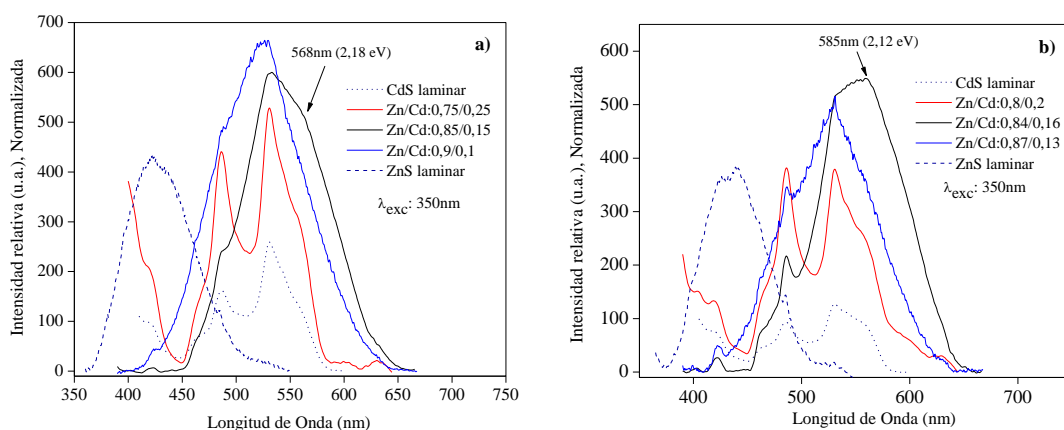 700
600
500
400
300
200
100
0
350 400 450 500 550 600 650 700 750
Intensidad relativa (u.a.), Normalizada
Longitud de Onda (nm)
a)
568nm (2,18 eV)
CdS laminar
Zn/Cd:0,75/0,25
Zn/Cd:0,85/0,15
Zn/Cd:0,9/0,1
ZnS laminar
λexc: 350nm
600
500
400
300
200
100
0
400 500 600 700
Intensidad relativa (u.a.), Normalizada
Longitud de Onda (nm)
b)
585nm (2,12 eV)
CdS laminar
Zn/Cd:0,8/0,2
Zn/Cd:0,84/0,16
Zn/Cd:0,87/0,13
ZnS laminar
λexc: 350nm